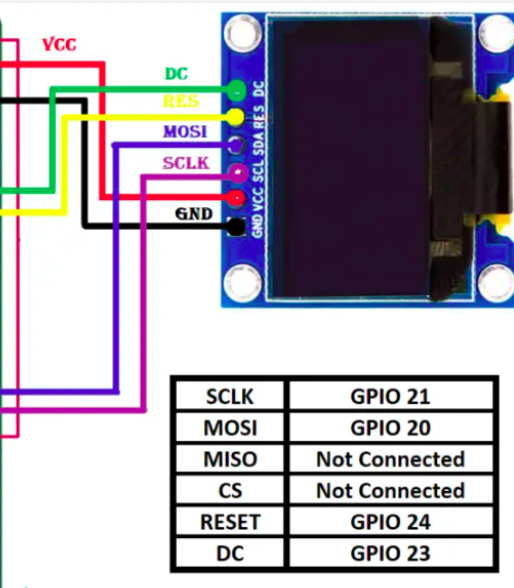 VCC
DC
RES
MOSI
SCLK
GND
GND VCC SCL SDA RES DC
SCLK GPIO 21
MOSI GPIO 20
MISO Not Connected
CS Not Connected
RESET GPIO 24
DC GPIO 23